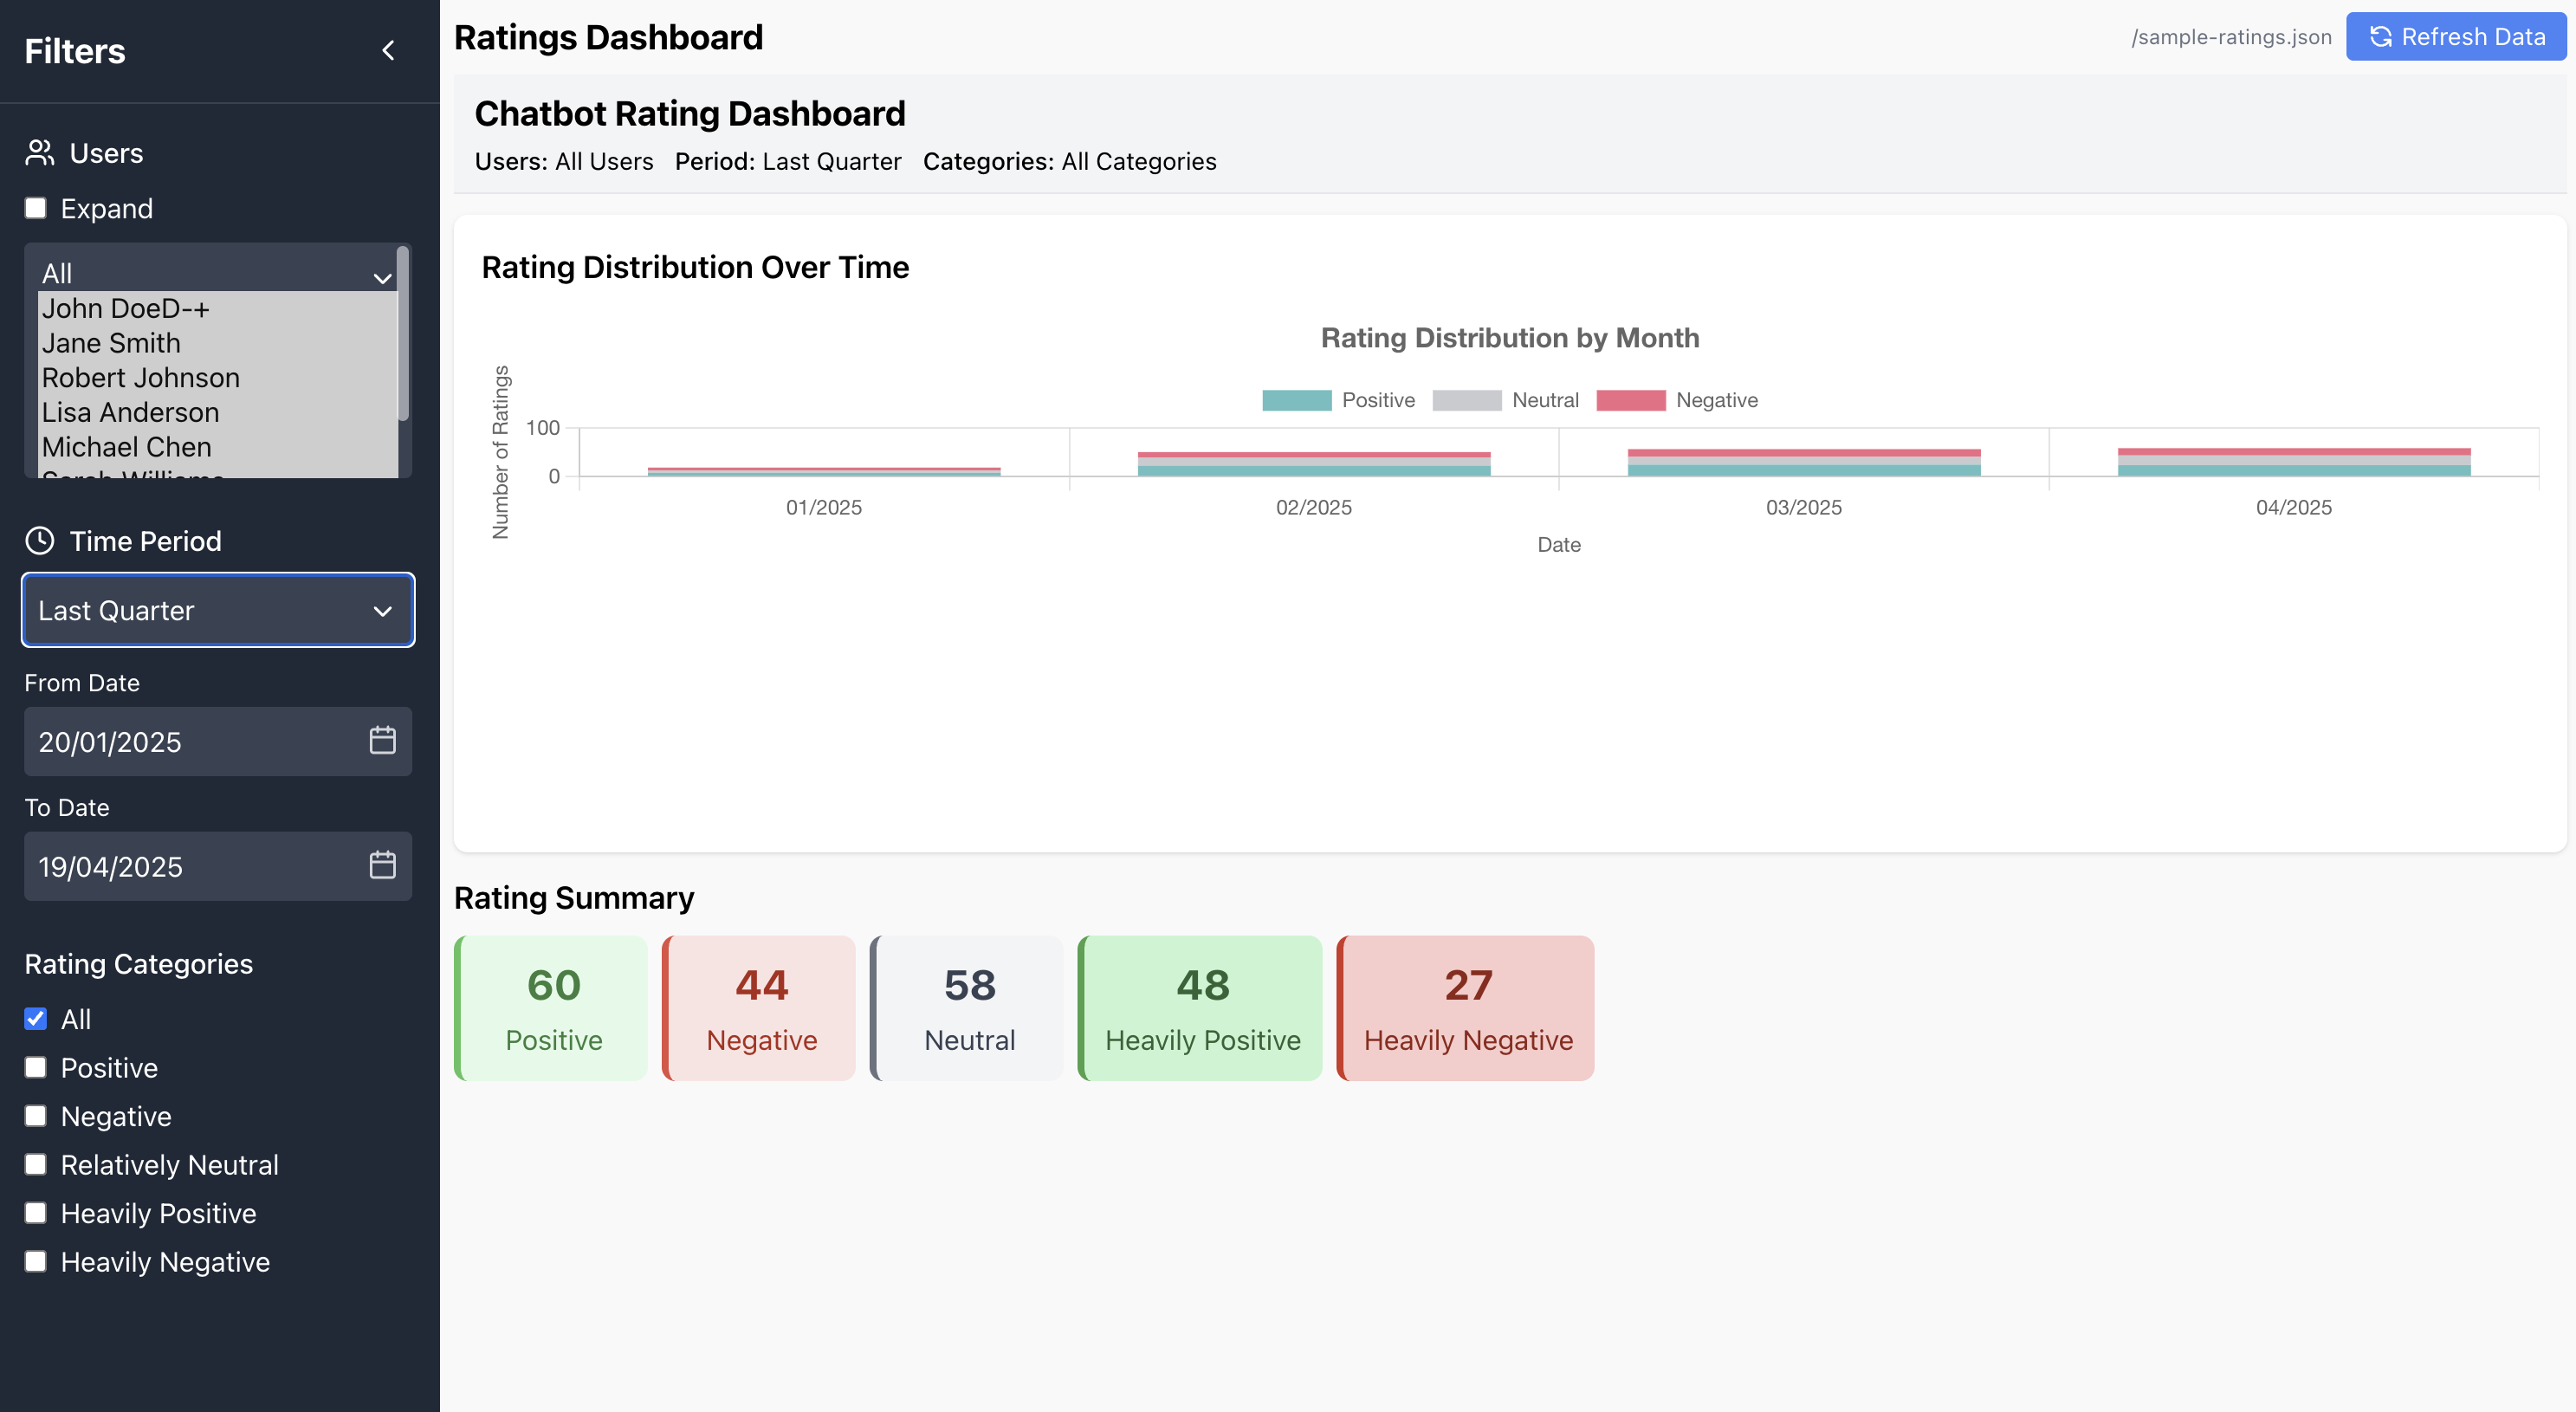 Filters
Users
Expand
All
John DoeD-+
Jane Smith
Robert Johnson
Lisa Anderson
Michael Chen
Sarah Williams
Time Period
Last Quarter
From Date
20/01/2025
To Date
19/04/2025
Rating Categories
All
Positive
Negative
Relatively Neutral
Heavily Positive
Heavily Negative
Ratings Dashboard
/sample-ratings.json
Refresh Data
Chatbot Rating Dashboard
Users: All Users Period: Last Quarter Categories: All Categories
Rating Distribution Over Time
Rating Distribution by Month
Positive Neutral Negative
Number of Ratings
100
0
01/2025 02/2025 03/2025 04/2025
Date
Rating Summary
60
Positive
44
Negative
58
Neutral
48
Heavily Positive
27
Heavily Negative